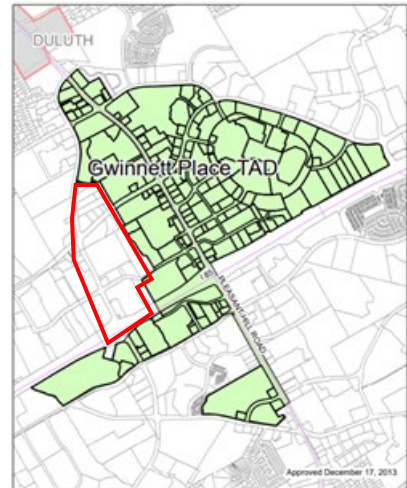 DULUTH
Gwinnett Place TAD
PLEASANT HILL ROAD
Approved December 17, 2013